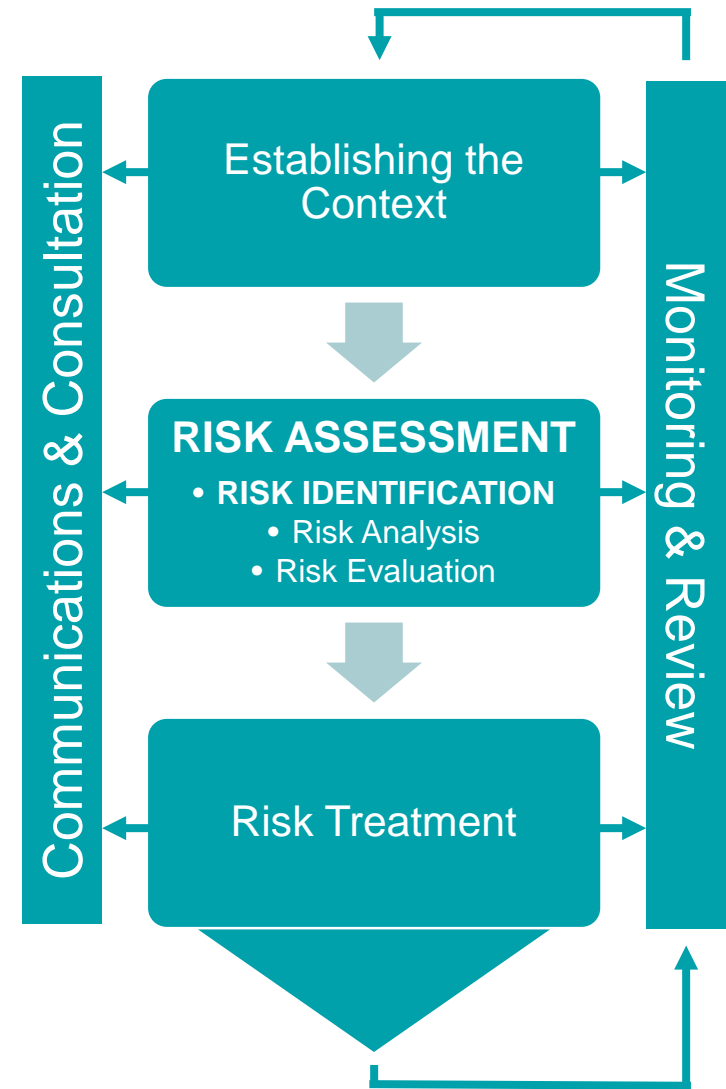 Communications & Consultation
Establishing the
Context
RISK ASSESSMENT
• RISK IDENTIFICATION
• Risk Analysis
• Risk Evaluation
Risk Treatment
Monitoring & Review